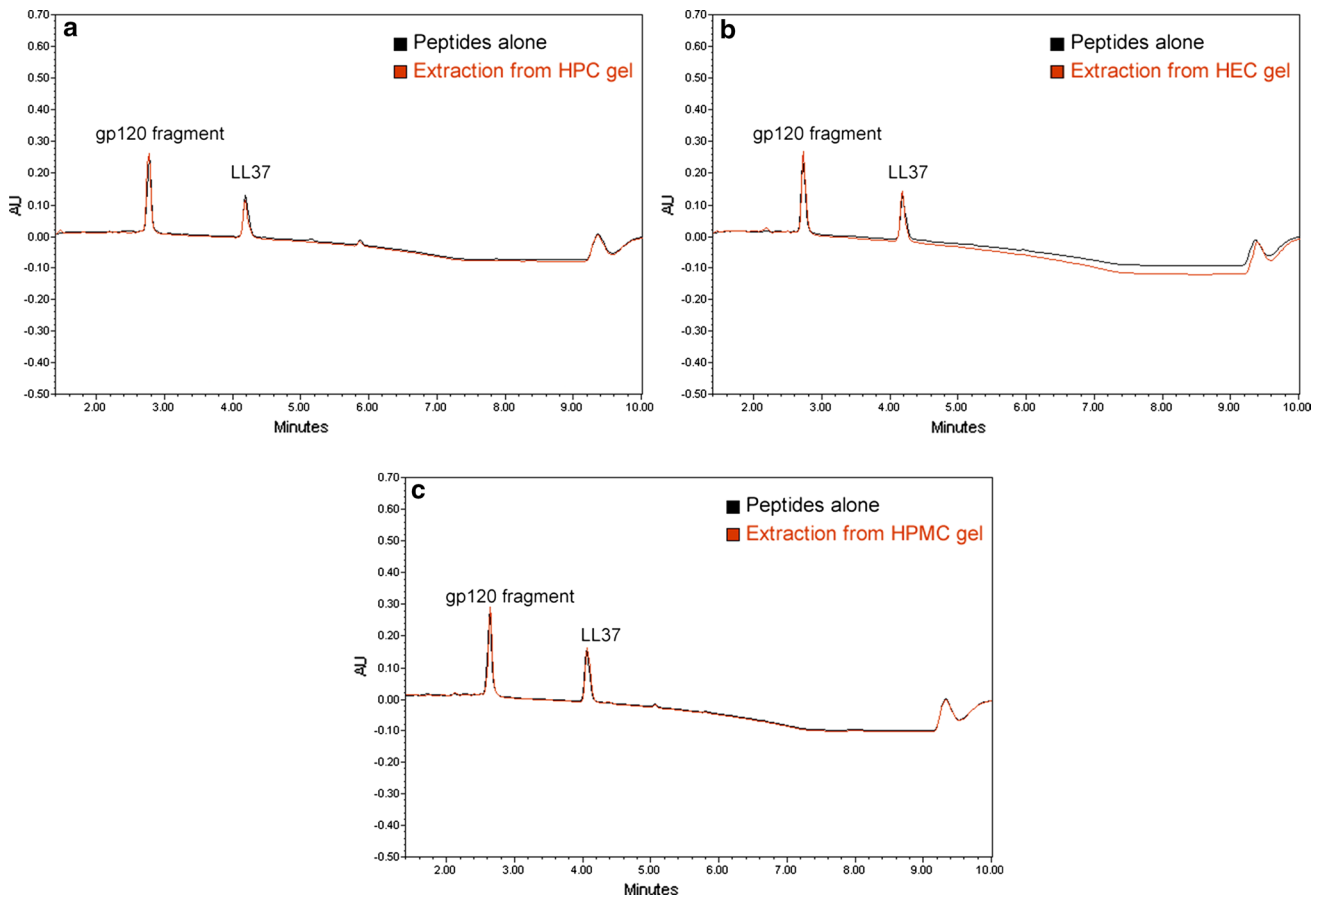 a
Peptides alone
Extraction from HPC gel
gp120 fragment
LL37
AU
0.70
0.60
0.50
0.40
0.30
0.20
0.10
0.00
-0.10
-0.20
-0.30
-0.40
-0.50
2.00 3.00 4.00 5.00 6.00 7.00 8.00 9.00 10.00
Minutes
b
Peptides alone
Extraction from HEC gel
gp120 fragment
LL37
AU
0.70
0.60
0.50
0.40
0.30
0.20
0.10
0.00
-0.10
-0.20
-0.30
-0.40
-0.50
2.00 3.00 4.00 5.00 6.00 7.00 8.00 9.00 10.00
Minutes
c
Peptides alone
Extraction from HPMC gel
gp120 fragment
LL37
AU
0.70
0.60
0.50
0.40
0.30
0.20
0.10
0.00
-0.10
-0.20
-0.30
-0.40
-0.50
2.00 3.00 4.00 5.00 6.00 7.00 8.00 9.00 10.00
Minutes